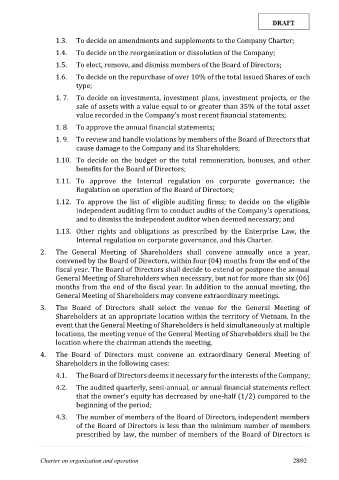 DRAFT
1.3. To decide on amendments and supplements to the Company Charter;
1.4. To decide on the reorganization or dissolution of the Company;
1.5. To elect, remove, and dismiss members of the Board of Directors;
1.6. To decide on the repurchase of over 10% of the total issued Shares of each
type;
1. 7. To decide on investments, investment plans, investment projects, or the
sale of assets with a value equal to or greater than 35% of the total asset
value recorded in the Company's most recent financial statements;
1. 8. To approve the annual financial statements;
1. 9. To review and handle violations by members of the Board of Directors that
cause damage to the Company and its Shareholders;
1.10. To decide on the budget or the total remuneration, bonuses, and other
benefits for the Board of Directors;
1.11. To approve the Internal regulation on corporate governance; the
Regulation on operation of the Board of Directors;
1.12. To approve the list of eligible auditing firms; to decide on the eligible
independent auditing firm to conduct audits of the Company's operations,
and to dismiss the independent auditor when deemed necessary; and
1.13. Other rights and obligations as prescribed by the Enterprise Law, the
Internal regulation on corporate governance, and this Charter.
2. The General Meeting of Shareholders shall convene annually once a year,
convened by the Board of Directors, within four (04) months from the end of the
fiscal year. The Board of Directors shall decide to extend or postpone the annual
General Meeting of Shareholders when necessary, but not for more than six (06)
months from the end of the fiscal year. In addition to the annual meeting, the
General Meeting of Shareholders may convene extraordinary meetings.
3. The Board of Directors shall select the venue for the General Meeting of
Shareholders at an appropriate location within the territory of Vietnam. In the
event that the General Meeting of Shareholders is held simultaneously at multiple
locations, the meeting venue of the General Meeting of Shareholders shall be the
location where the chairman attends the meeting.
4. The Board of Directors must convene an extraordinary General Meeting of
Shareholders in the following cases:
4.1. The Board of Directors deems it necessary for the interests of the Company;
4.2. The audited quarterly, semi-annual, or annual financial statements reflect
that the owner's equity has decreased by one-half (1/2) compared to the
beginning of the period;
4.3. The number of members of the Board of Directors, independent members
of the Board of Directors is less than the minimum number of members
prescribed by law, the number of members of the Board of Directors is
Charter on organization and operation 28/92